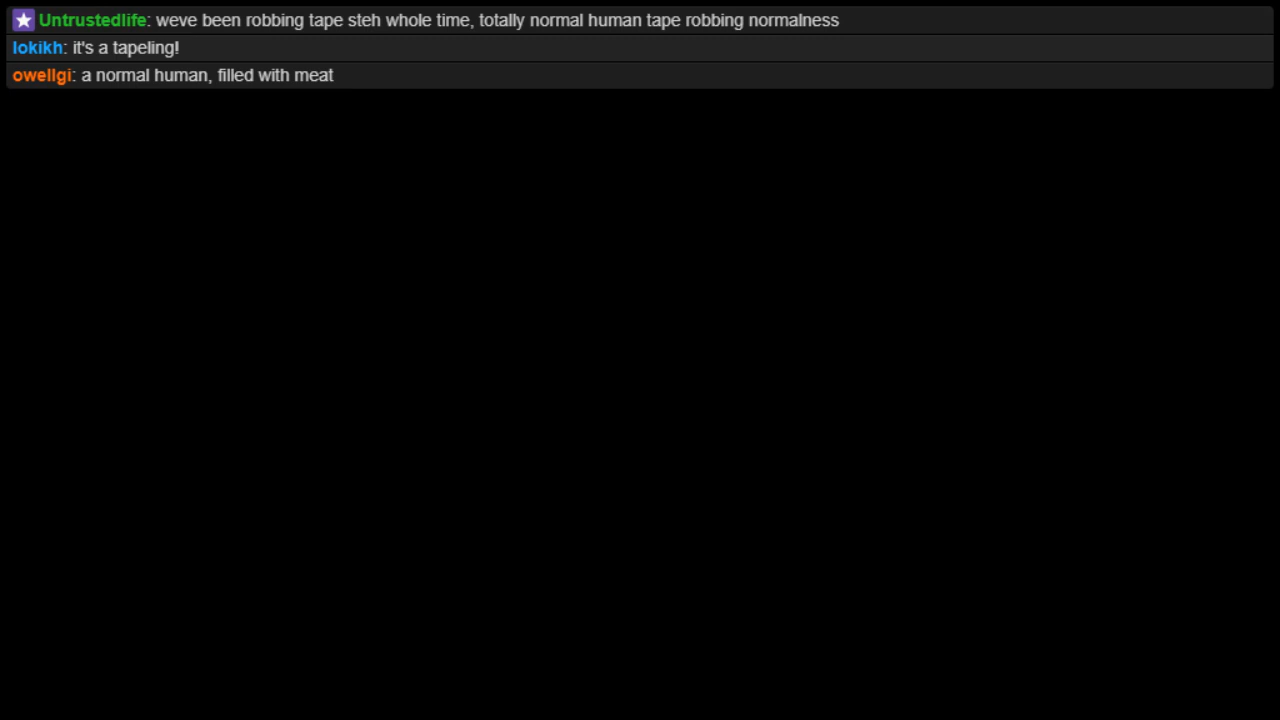 Untrustedlife: weve been robbing tape steh whole time, totally normal human tape robbing normalness
lokikh: it's a tapeling!
owellgi: a normal human, filled with meat